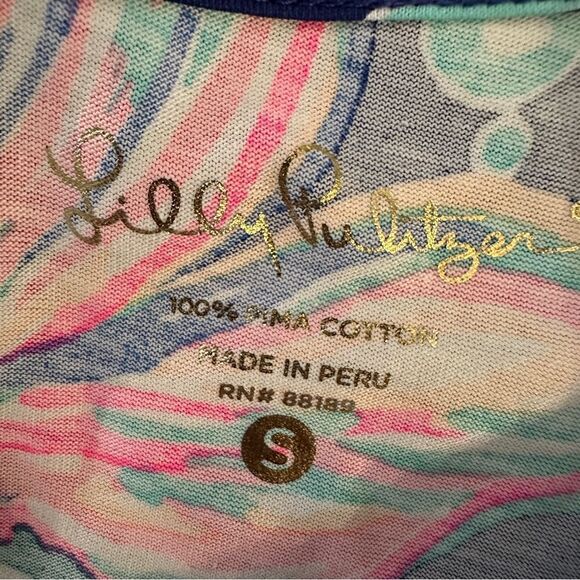 Lilly Pulitzer®
100% PIMA COTTON
MADE IN PERU
RN# 88189
S